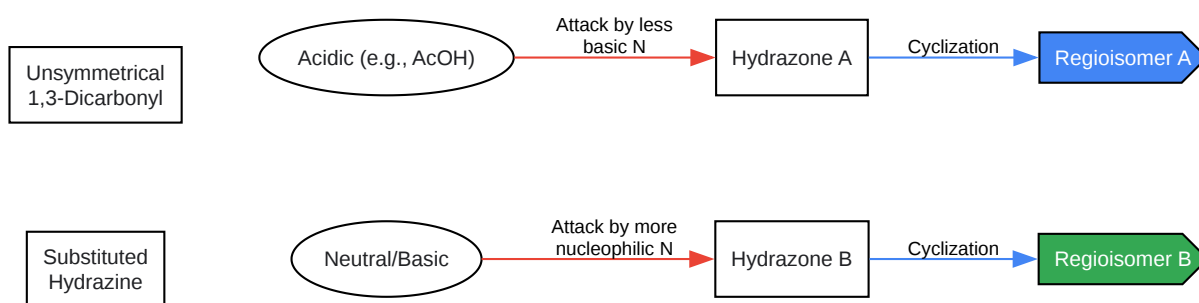 Unsymmetrical
1,3-Dicarbonyl
Acidic (e.g., AcOH)
Attack by less
basic N
Hydrazone A
Cyclization
Regioisomer A
Substituted
Hydrazine
Neutral/Basic
Attack by more
nucleophilic N
Hydrazone B
Cyclization
Regioisomer B